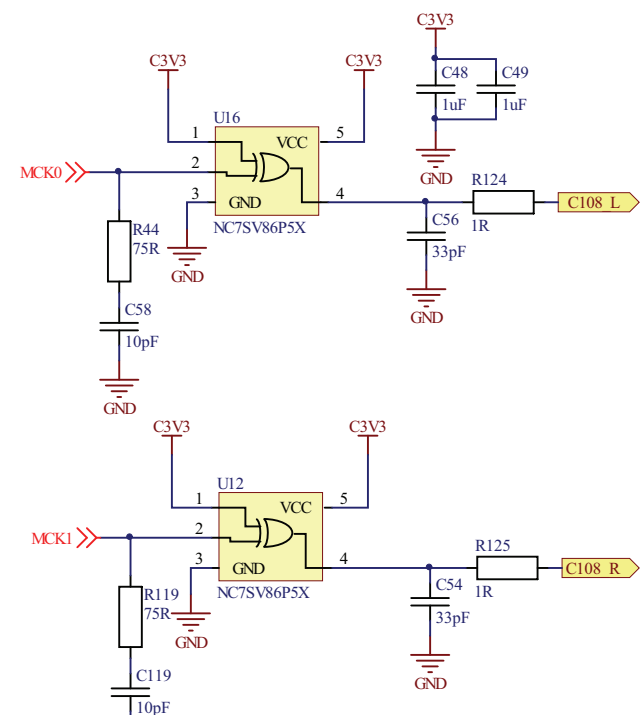 C3V3
C3V3
C3V3
C48
1uF
C49
1uF
GND
U16
1
VCC
5
MCK0
2
3
GND
4
NC7SV86P5X
GND
R124
1R
C108_L
C56
33pF
GND
R44
75R
C58
10pF
GND
C3V3
C3V3
U12
1
VCC
5
MCK1
2
3
GND
4
NC7SV86P5X
GND
R125
1R
C108_R
C54
33pF
GND
R119
75R
C119
10pF